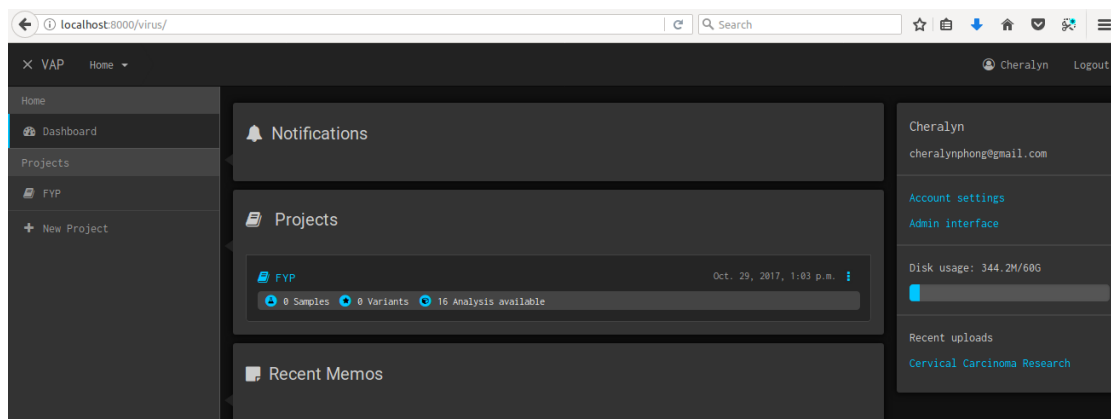 localhost:8000/virus/
Search
VAP Home
Cheralyn Logout
Home
Dashboard
Projects
FYP
New Project
Notifications
Projects
FYP Oct. 29, 2017, 1:03 p.m.
0 Samples 0 Variants 16 Analysis available
Recent Memos
Cheralyn
cheralynphong@gmail.com
Account settings
Admin interface
Disk usage: 344.2M/60G
Recent uploads
Cervical Carcinoma Research